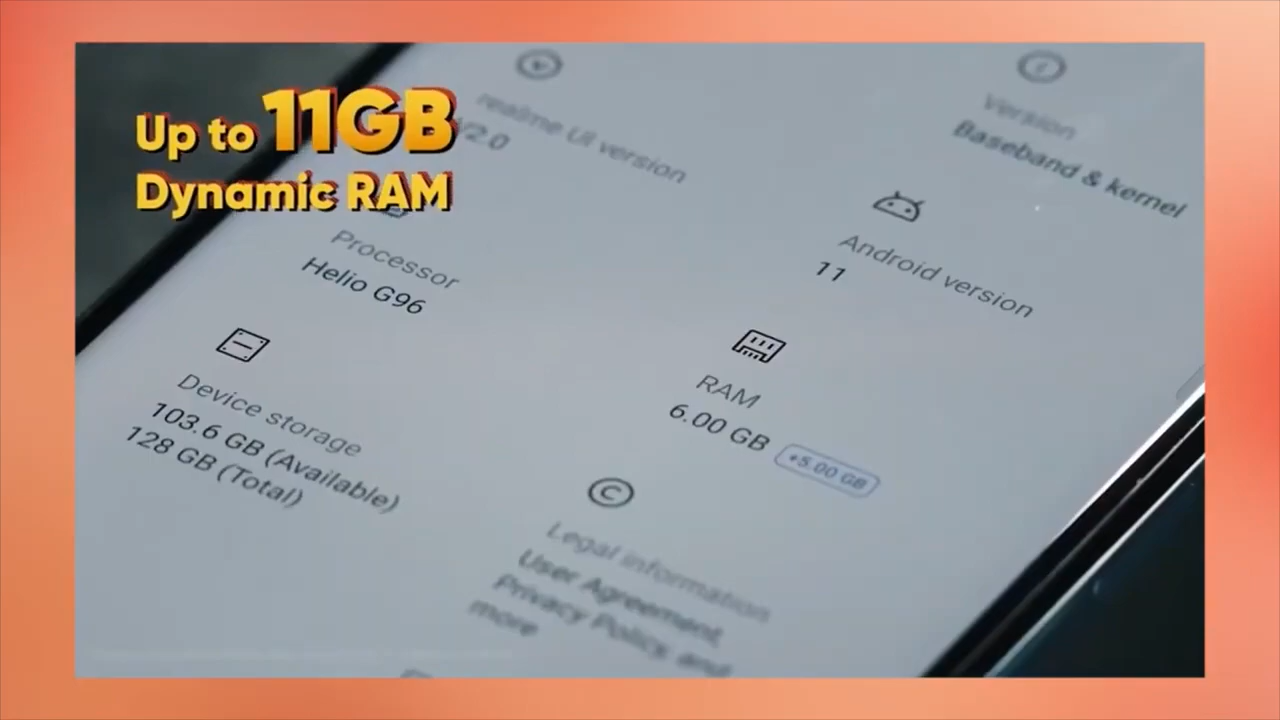 Up to 11GB
Dynamic RAM
realme UI version
V2.0
Version
Baseband & kernel
Processor
Helio G96
Android version
11
Device storage
103.6 GB (Available)
128 GB (Total)
RAM
6.00 GB +5.00 GB
Legal information
User Agreement,
Privacy Policy, and
more